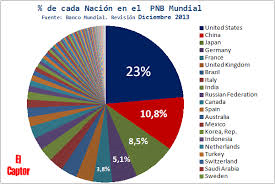 % de cada Nación en el PNB Mundial
Fuente: Banco Mundial. Revisión Diciembre 2013
23%
10,8%
8,5%
5,1%
3,8%
El
Captor
United States
China
Japan
Germany
France
United Kingdom
Brazil
Italy
India
Russian Federation
Canada
Spain
Australia
Mexico
Korea, Rep.
Indonesia
Netherlands
Turkey
Switzerland
Saudi Arabia
Sweden